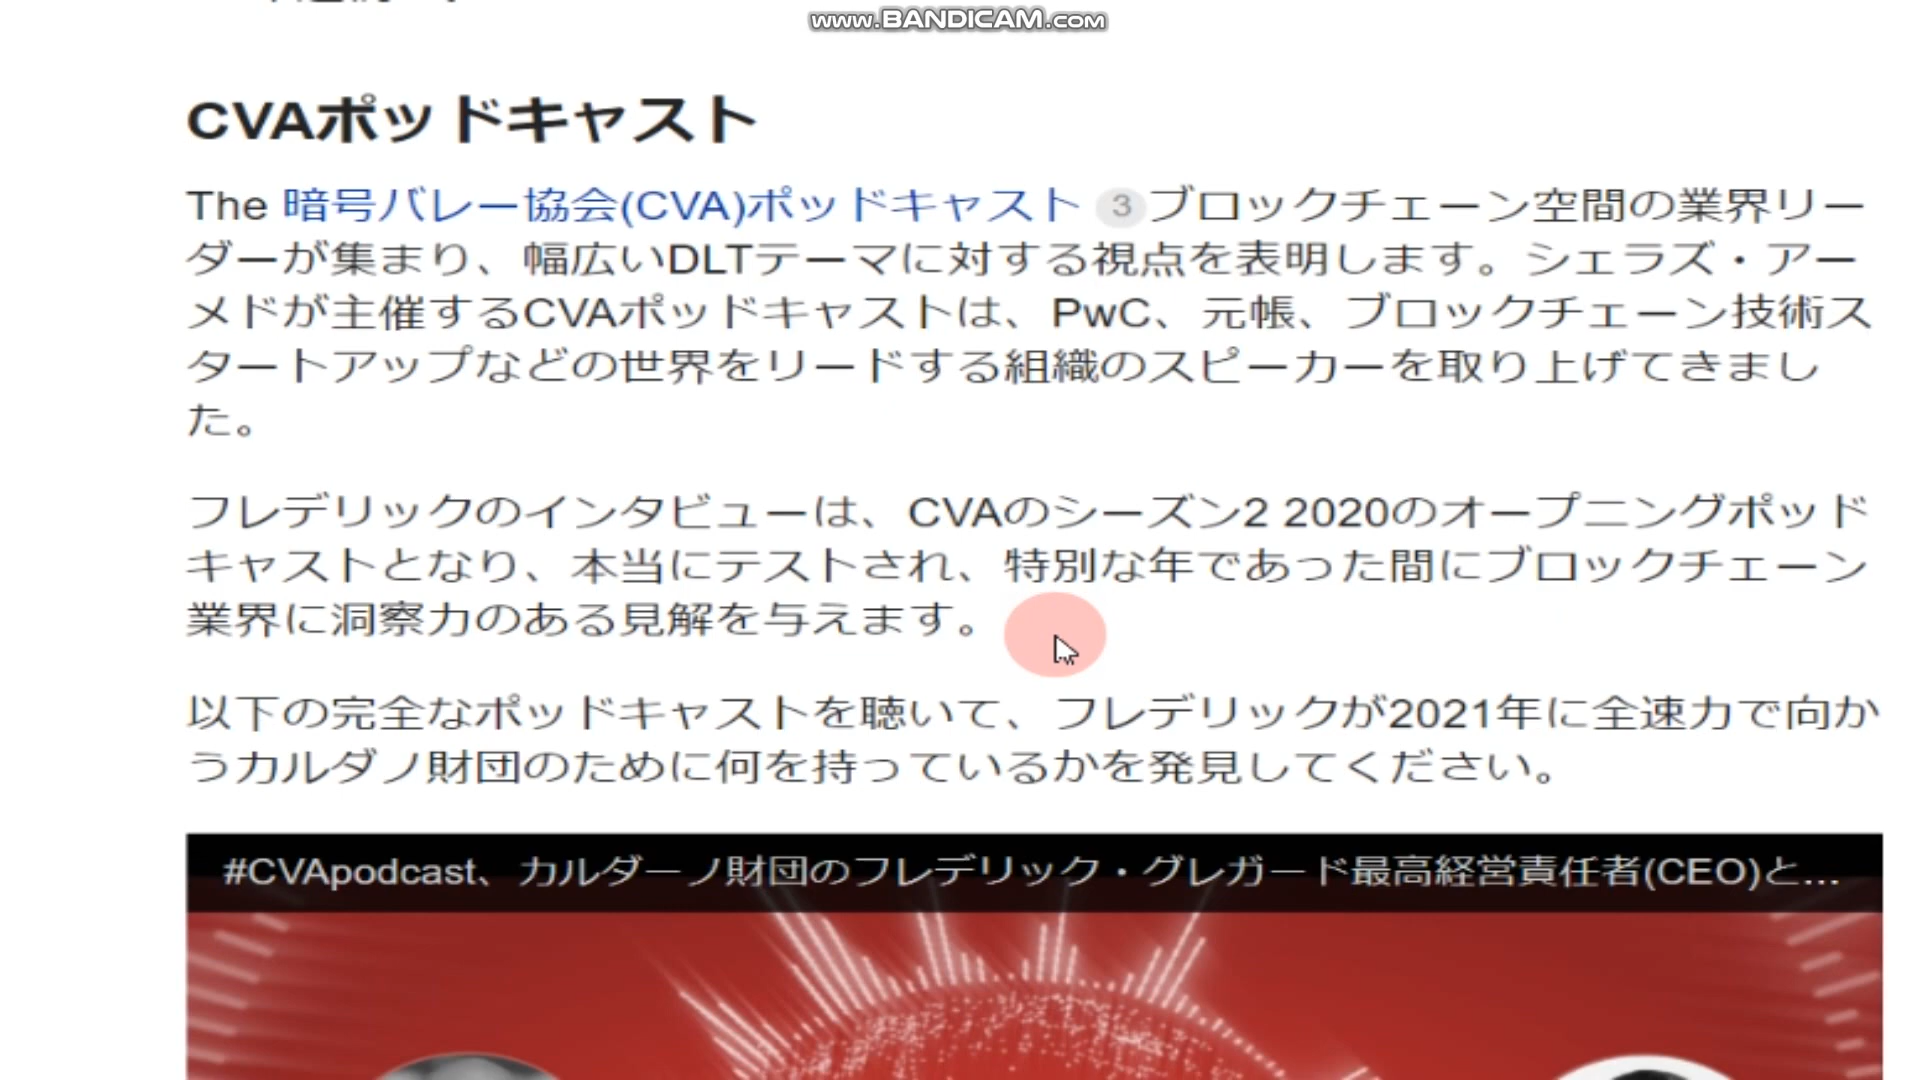 www.BANDICAM.com
CVAポッドキャスト
The 暗号バレー協会(CVA)ポッドキャスト 3 ブロックチェーン空間の業界リー
ダーが集まり、幅広いDLTテーマに対する視点を表明します。シェラズ・アー
メドが主催するCVAポッドキャストは、PwC、元帳、ブロックチェーン技術ス
タートアップなどの世界をリードする組織のスピーカーを取り上げてきまし
た。
フレデリックのインタビューは、CVAのシーズン2 2020のオープニングポッド
キャストとなり、本当にテストされ、特別な年であった間にブロックチェーン
業界に洞察力のある見解を与えます。
以下の完全なポッドキャストを聴いて、フレデリックが2021年に全速力で向か
うカルダノ財団のために何を持っているかを発見してください。
#CVApodcast、カルダーノ財団のフレデリック・グレガード最高経営責任者(CEO)と...